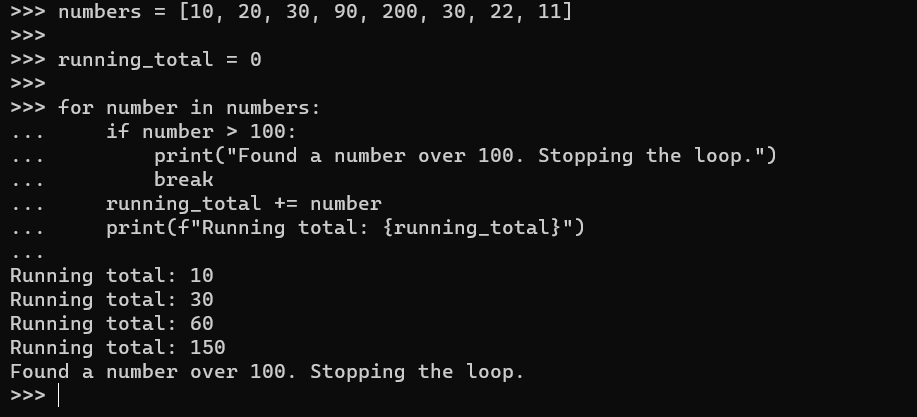 >>> numbers = [10, 20, 30, 90, 200, 30, 22, 11]
>>>
>>> running_total = 0
>>>
>>> for number in numbers:
...     if number > 100:
...         print("Found a number over 100. Stopping the loop.")
...         break
...     running_total += number
...     print(f"Running total: {running_total}")
...
Running total: 10
Running total: 30
Running total: 60
Running total: 150
Found a number over 100. Stopping the loop.
>>>